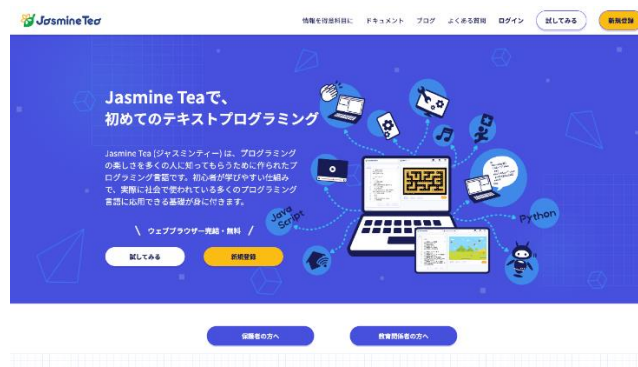 Jasmine Tea
情報を得意科目に ドキュメント ブログ よくある質問 ログイン 試してみる 新規登録
Jasmine Teaで、
初めてのテキストプログラミング
Jasmine Tea (ジャスミンティー) は、プログラミング
の楽しさを多くの人に知ってもらうために作られたプ
ログラミング言語です。初心者が学びやすい仕組み
で、実際に社会で使われている多くのプログラミング
言語に応用できる基礎が身に付きます。
\ ウェブブラウザー完結・無料 /
試してみる 新規登録
Java
Script
Python
保護者の方へ 教育関係者の方へ